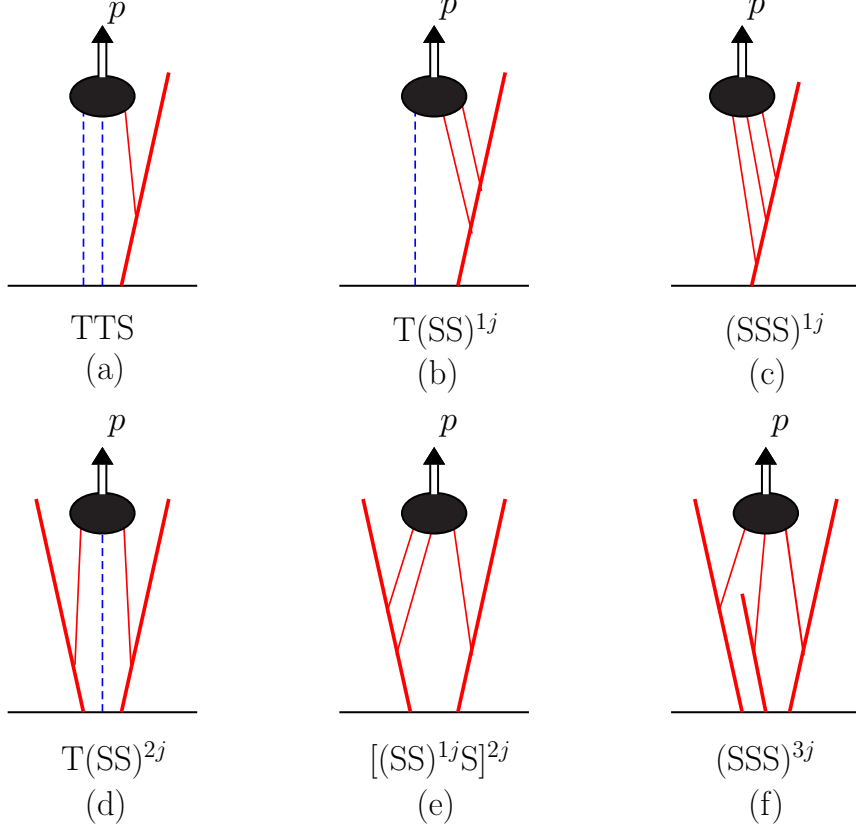 p p p
TTS T(SS)^{1j} (SSS)^{1j}
(a) (b) (c)
p p p
T(SS)^{2j} [(SS)^{1j}S]^{2j} (SSS)^{3j}
(d) (e) (f)